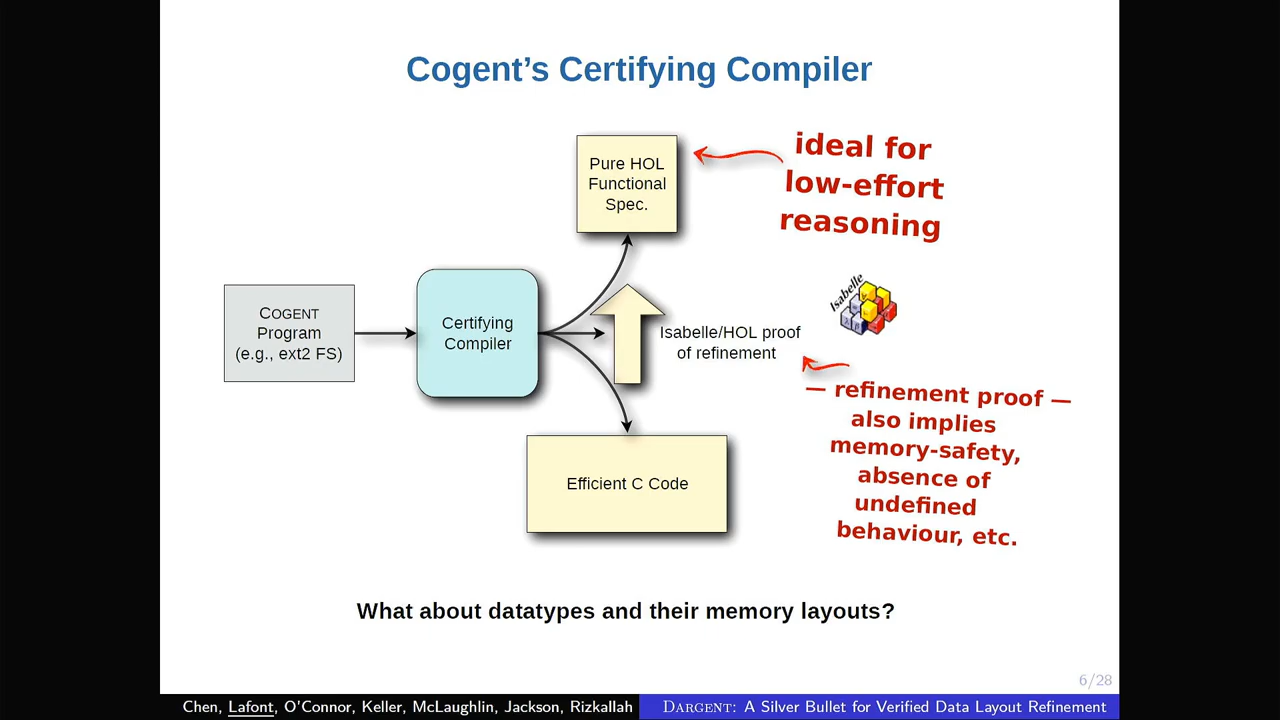 Cogent’s Certifying Compiler
Pure HOL
Functional
Spec.
ideal for
low-effort
reasoning
COGENT
Program
(e.g., ext2 FS)
Certifying
Compiler
Isabelle/HOL proof
of refinement
Isabelle
— refinement proof —
also implies
memory-safety,
absence of
undefined
behaviour, etc.
Efficient C Code
What about datatypes and their memory layouts?
6/28
Chen, Lafont, O’Connor, Keller, McLaughlin, Jackson, Rizkallah
DARGENT: A Silver Bullet for Verified Data Layout Refinement